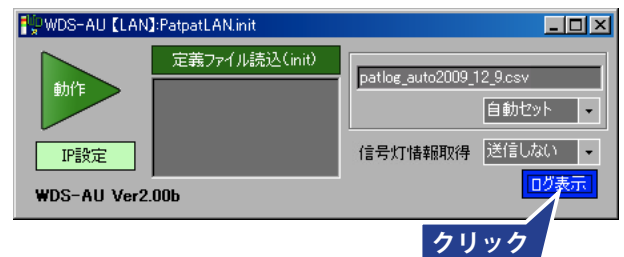 WDS-AU 【LAN】:PatpatLAN.init
動作
定義ファイル読込(init)
patlog_auto2009_12_9.csv
自動セット
IP設定
信号灯情報取得 送信しない
WDS-AU Ver2.00b
ログ表示
クリック